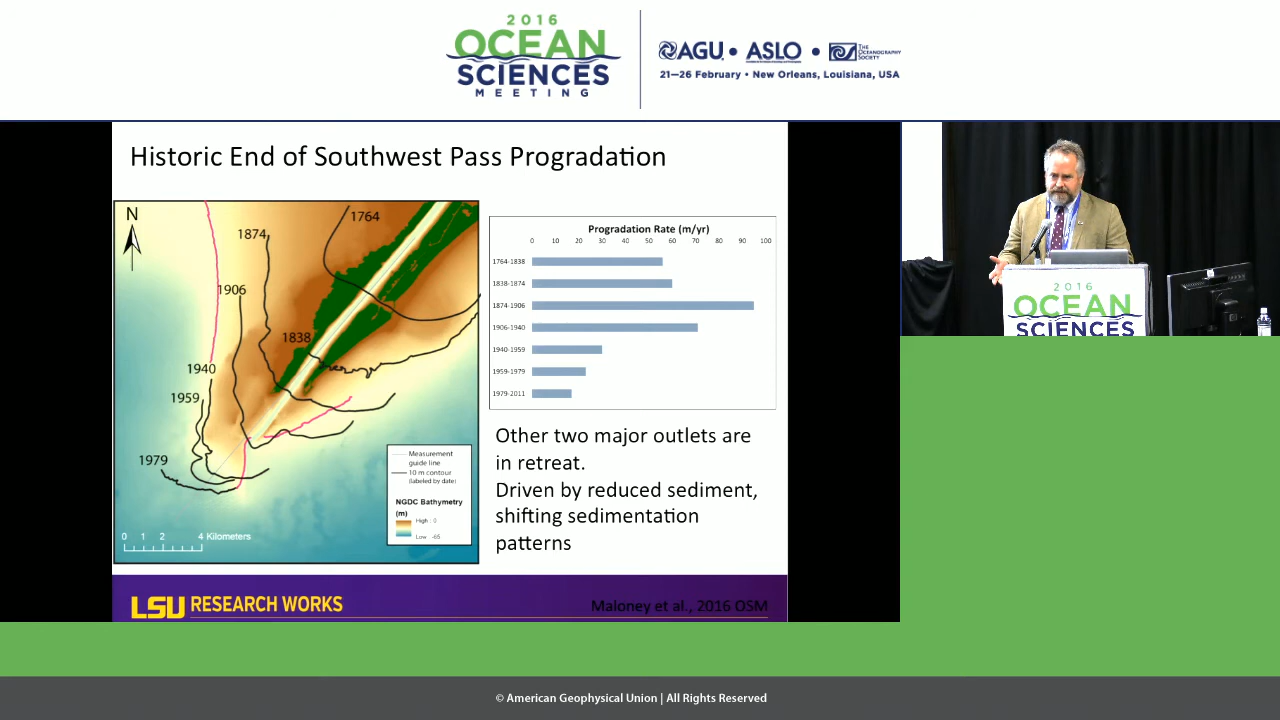 2016
OCEAN
SCIENCES
MEETING
AGU • ASLO • THE OCEANOGRAPHY SOCIETY
21–26 February • New Orleans, Louisiana, USA
Historic End of Southwest Pass Progradation
N
1764
1874
1906
1838
1940
1959
1979
0 1 2 4 Kilometers
Measurement
guide line
10 m contour
(labeled by date)
NGDC Bathymetry
(m)
High : 0
Low : -65
Progradation Rate (m/yr)
0 10 20 30 40 50 60 70 80 90 100
1764-1838
1838-1874
1874-1906
1906-1940
1940-1959
1959-1979
1979-2011
Other two major outlets are
in retreat.
Driven by reduced sediment,
shifting sedimentation
patterns
LSU RESEARCH WORKS
Maloney et al., 2016 OSM
2016
OCEAN
SCIENCES
© American Geophysical Union | All Rights Reserved